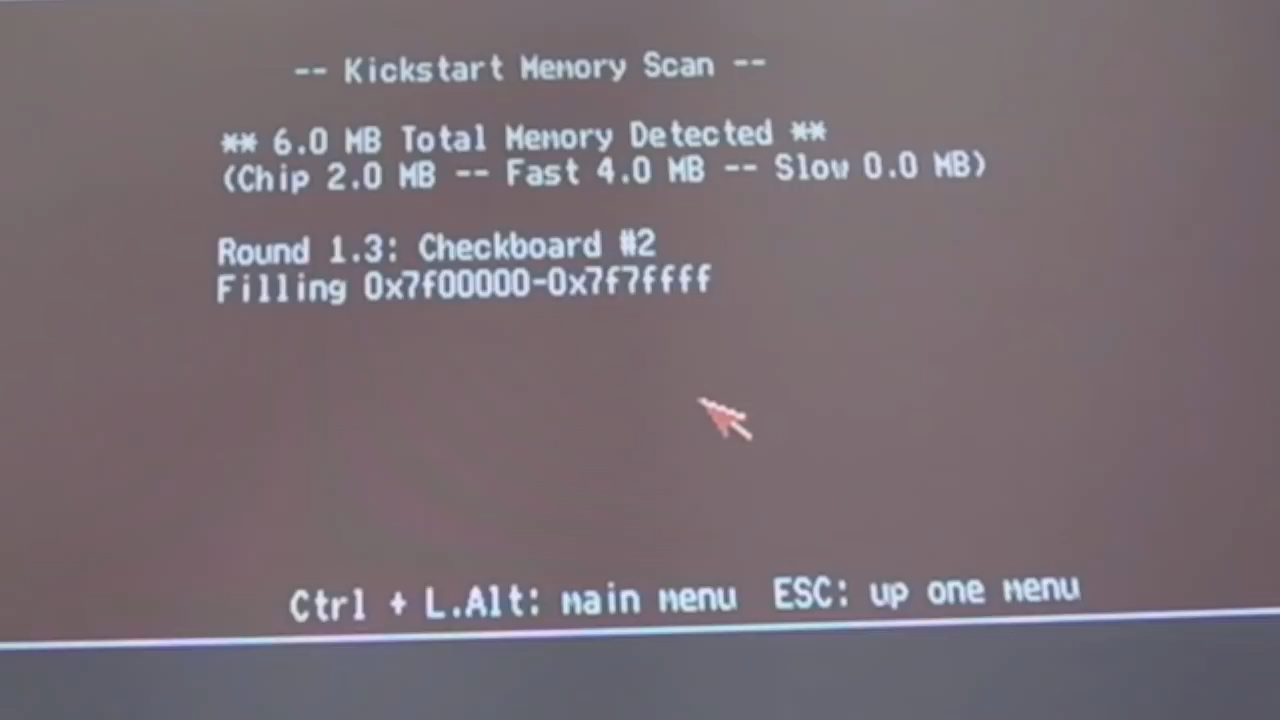 -- Kickstart Memory Scan --
** 6.0 MB Total Memory Detected **
(Chip 2.0 MB -- Fast 4.0 MB -- Slow 0.0 MB)
Round 1.3: Checkboard #2
Filling 0x7f00000-0x7f7ffff
Ctrl + L.Alt: main menu  ESC: up one menu